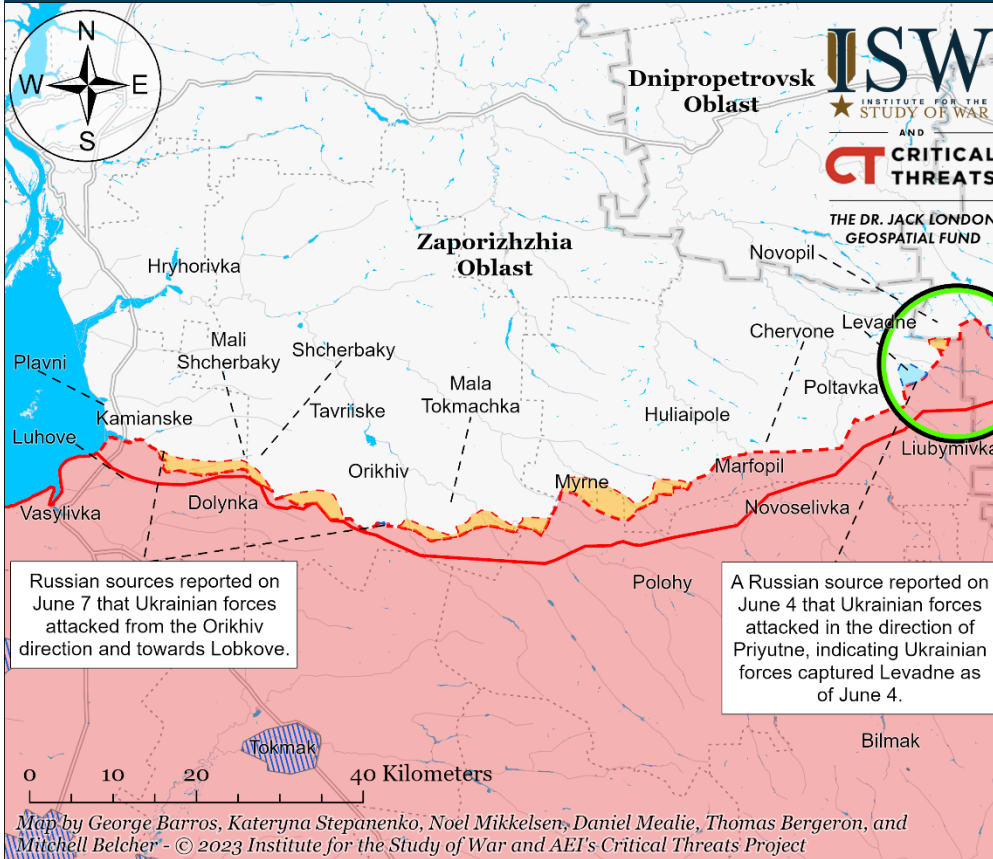 N
W
E
S
ISW
INSTITUTE FOR THE
STUDY OF WAR
AND
CT CRITICAL
THREATS
THE DR. JACK LONDON
GEOSPATIAL FUND
Dnipropetrovsk
Oblast
Zaporizhzhia
Oblast
Novopil
Hryhorivka
Chervone
Levadne
Mali
Shcherbaky
Shcherbaky
Plavni
Mala
Tokmachka
Poltavka
Kamianske
Tavriiske
Huliaipole
Luhove
Liubymivka
Orikhiv
Marfopil
Myrne
Dolynka
Vasylivka
Novoselivka
Polohy
Russian sources reported on
June 7 that Ukrainian forces
attacked from the Orikhiv
direction and towards Lobkove.
A Russian source reported on
June 4 that Ukrainian forces
attacked in the direction of
Priyutne, indicating Ukrainian
forces captured Levadne as
of June 4.
Tokmak
Bilmak
0 10 20 40 Kilometers
Map by George Barros, Kateryna Stepanenko, Noel Mikkelsen, Daniel Mealie, Thomas Bergeron, and
Mitchell Belcher - © 2023 Institute for the Study of War and AEI's Critical Threats Project